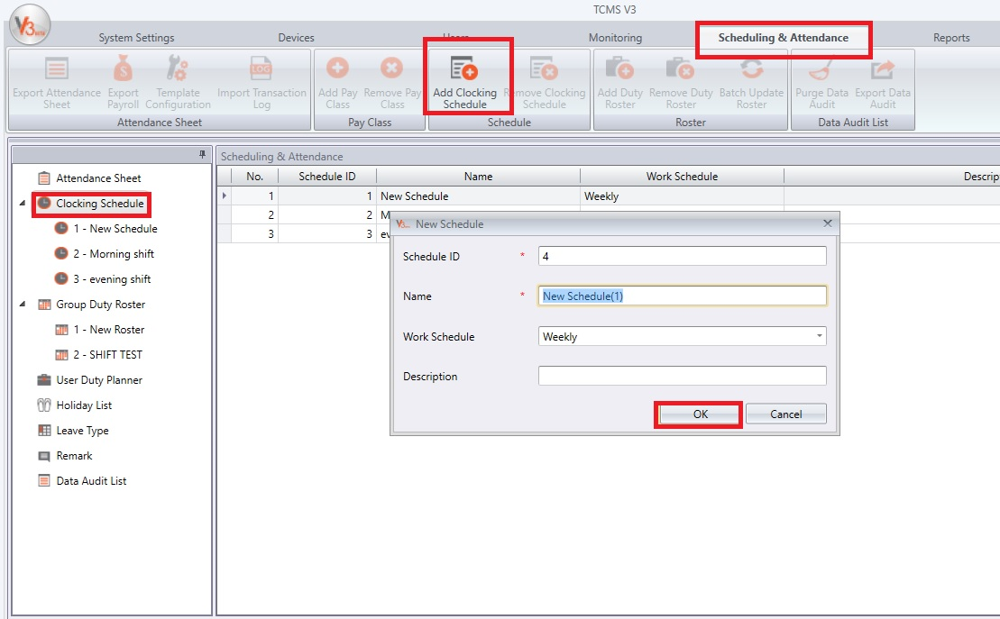 TCMS V3
V3
System Settings Devices Users Monitoring Scheduling & Attendance Reports
Export Attendance Export Template Import Transaction Add Pay Remove Pay Add Clocking Remove Clocking Add Duty Remove Duty Batch Update Purge Data Export Data
Sheet Payroll Configuration Log Class Class Schedule Schedule Roster Roster Roster Audit Audit
Attendance Sheet Pay Class Schedule Roster Data Audit List
Scheduling & Attendance
No. Schedule ID Name Work Schedule Descrip
1 1 New Schedule Weekly
2 2 M
3 3 ev
Attendance Sheet
Clocking Schedule
1 - New Schedule
2 - Morning shift
3 - evening shift
Group Duty Roster
1 - New Roster
2 - SHIFT TEST
User Duty Planner
Holiday List
Leave Type
Remark
Data Audit List
New Schedule
Schedule ID * 4
Name * New Schedule(1)
Work Schedule Weekly
Description
OK Cancel